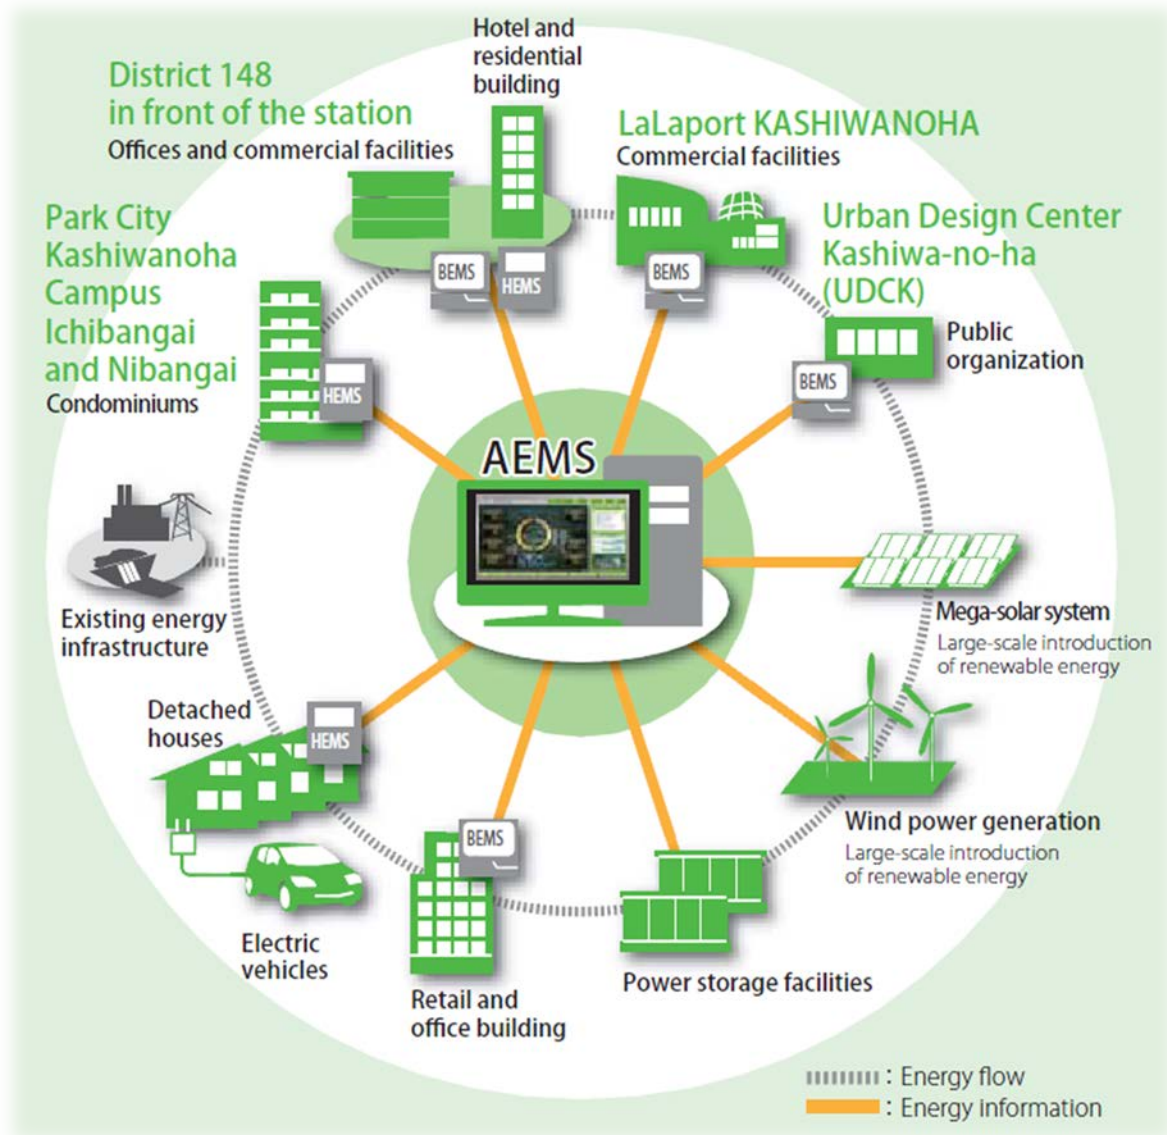 Hotel and
residential
building
District 148
in front of the station
Offices and commercial facilities
LaLaport KASHIWANOHA
Commercial facilities
Park City
Kashiwanoha
Campus
Ichibangai
and Nibangai
Condominiums
Urban Design Center
Kashiwa-no-ha
(UDCK)
Public
organization
BEMS
HEMS
BEMS
BEMS
HEMS
AEMS
Existing energy
infrastructure
Mega-solar system
Large-scale introduction
of renewable energy
Detached
houses
HEMS
Wind power generation
Large-scale introduction
of renewable energy
BEMS
Electric
vehicles
Retail and
office building
Power storage facilities
: Energy flow
: Energy information